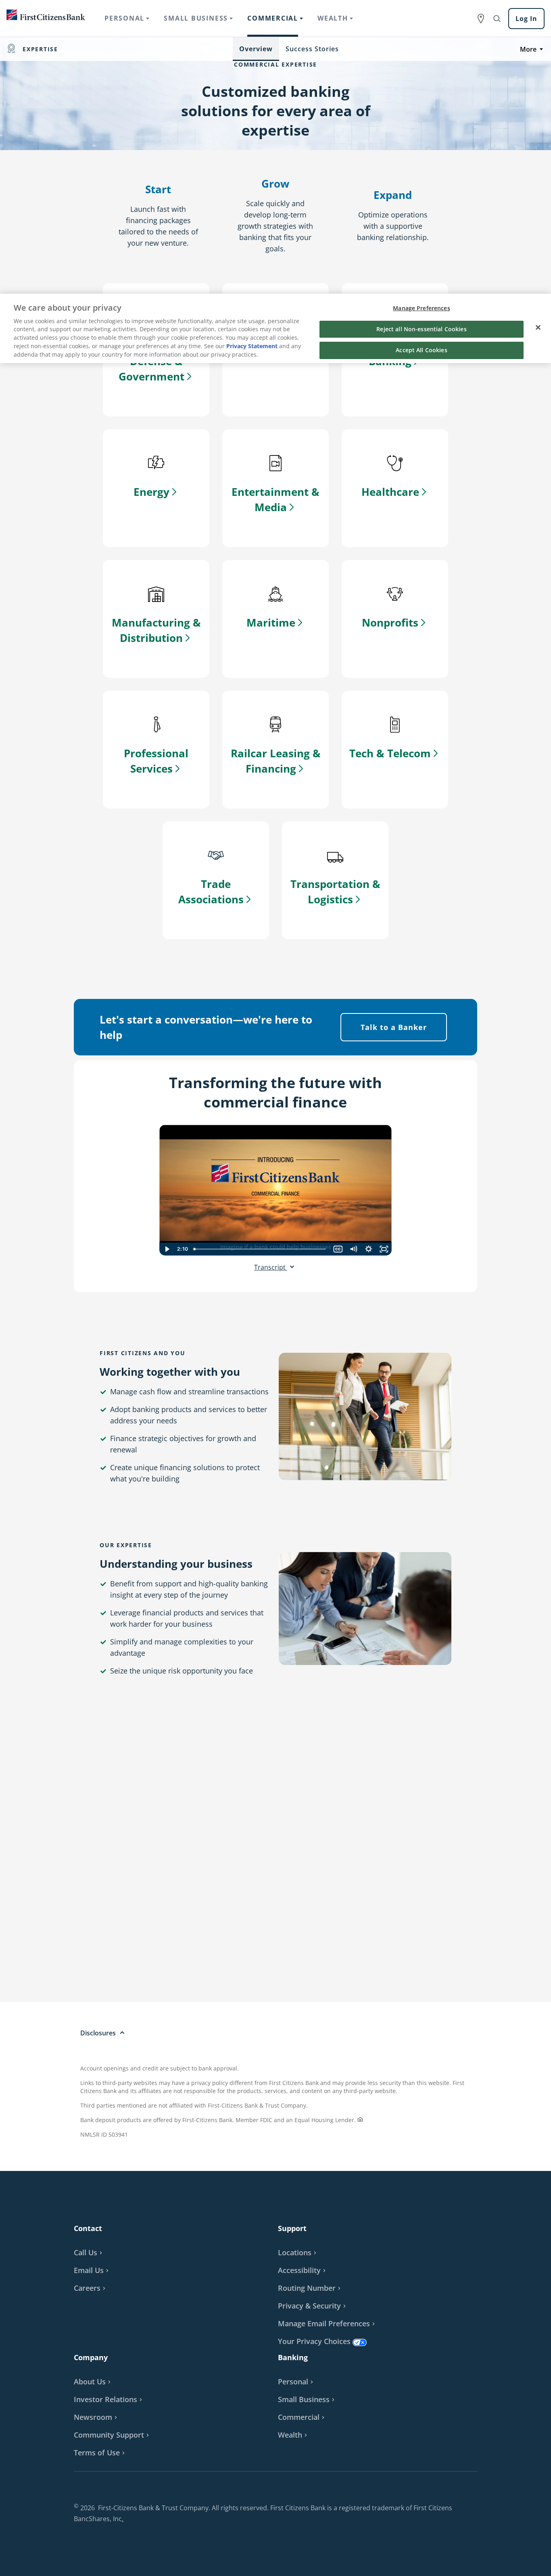 First Citizens Bank
PERSONAL
SMALL BUSINESS
COMMERCIAL
WEALTH
Log In
EXPERTISE
Overview
Success Stories
More
COMMERCIAL EXPERTISE
Customized banking
solutions for every area of
expertise
Start
Launch fast with
financing packages
tailored to the needs of
your new venture.
Grow
Scale quickly and
develop long-term
growth strategies with
banking that fits your
goals.
Expand
Optimize operations
with a supportive
banking relationship.
We care about your privacy
We use cookies and similar technologies to improve website functionality, analyze site usage, personalize
content, and support our marketing activities. Depending on your location, certain cookies may not be
activated unless you choose to enable them through the cookie preferences. You may accept all cookies,
reject non-essential cookies, or manage your preferences at any time. See our Privacy Statement and any
addenda that may apply to your country for more information about our privacy practices.
Manage Preferences
Reject all Non-essential Cookies
Accept All Cookies
Defense &
Government
Banking
Energy
Entertainment &
Media
Healthcare
Manufacturing &
Distribution
Maritime
Nonprofits
Professional
Services
Railcar Leasing &
Financing
Tech & Telecom
Trade
Associations
Transportation &
Logistics
Let's start a conversation—we're here to
help
Talk to a Banker
Transforming the future with
commercial finance
INTRODUCING
First Citizens Bank
COMMERCIAL FINANCE
2:10
CC
Transcript
FIRST CITIZENS AND YOU
Working together with you
Manage cash flow and streamline transactions
Adopt banking products and services to better
address your needs
Finance strategic objectives for growth and
renewal
Create unique financing solutions to protect
what you're building
OUR EXPERTISE
Understanding your business
Benefit from support and high-quality banking
insight at every step of the journey
Leverage financial products and services that
work harder for your business
Simplify and manage complexities to your
advantage
Seize the unique risk opportunity you face
Disclosures
Account openings and credit are subject to bank approval.
Links to third-party websites may have a privacy policy different from First Citizens Bank and may provide less security than this website. First
Citizens Bank and its affiliates are not responsible for the products, services, and content on any third-party website.
Third parties mentioned are not affiliated with First-Citizens Bank & Trust Company.
Bank deposit products are offered by First-Citizens Bank. Member FDIC and an Equal Housing Lender.
NMLSR ID 503941
Contact
Call Us
Email Us
Careers
Support
Locations
Accessibility
Routing Number
Privacy & Security
Manage Email Preferences
Your Privacy Choices
Company
About Us
Investor Relations
Newsroom
Community Support
Terms of Use
Banking
Personal
Small Business
Commercial
Wealth
© 2026 First-Citizens Bank & Trust Company. All rights reserved. First Citizens Bank is a registered trademark of First Citizens
BancShares, Inc,